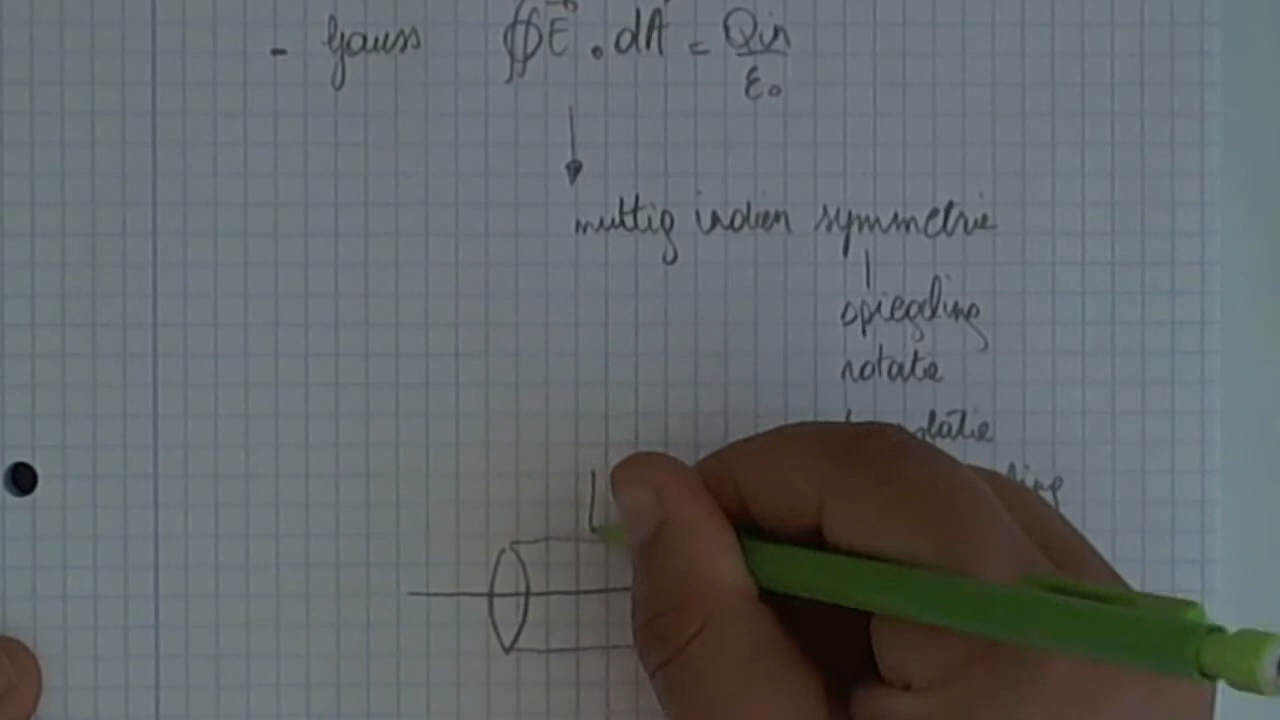 - Gauss ∯E⃗ . dA⃗ = Qin/ε₀
nuttig indien symmetrie
spiegeling
rotatie